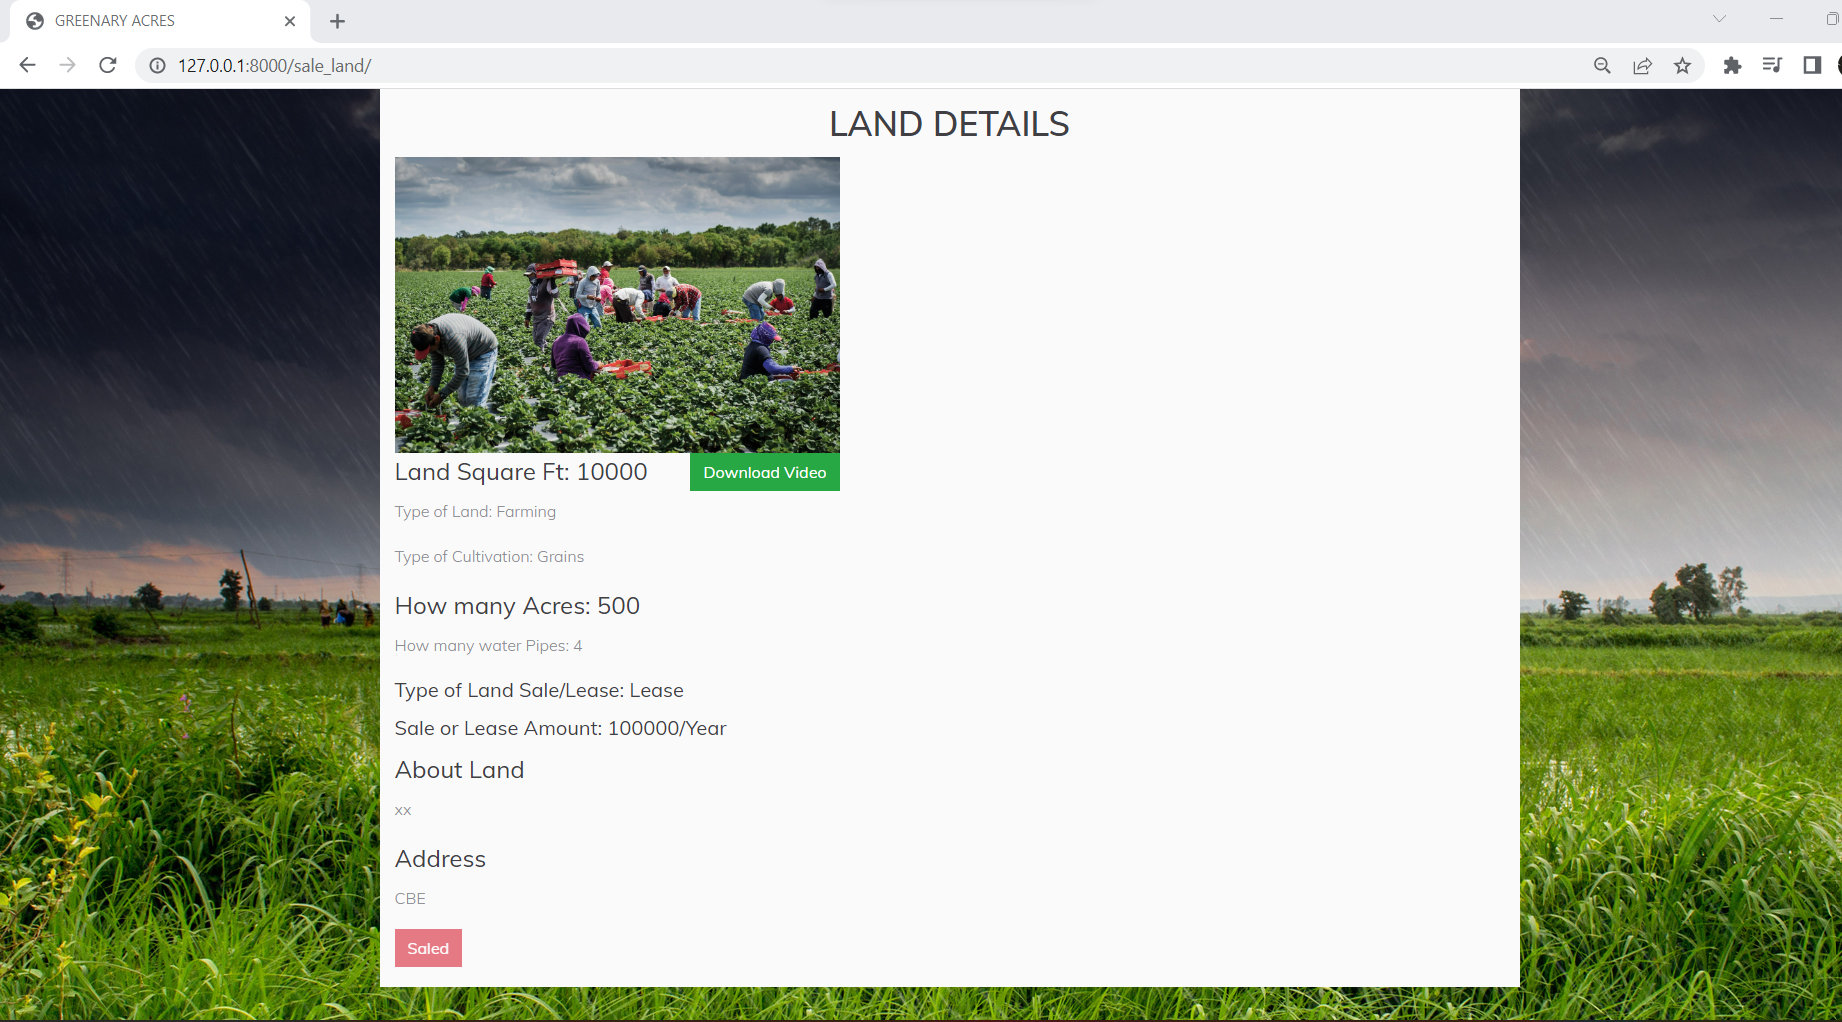 GREENARY ACRES
127.0.0.1:8000/sale_land/
LAND DETAILS
Land Square Ft: 10000
Download Video
Type of Land: Farming
Type of Cultivation: Grains
How many Acres: 500
How many water Pipes: 4
Type of Land Sale/Lease: Lease
Sale or Lease Amount: 100000/Year
About Land
xx
Address
CBE
Saled